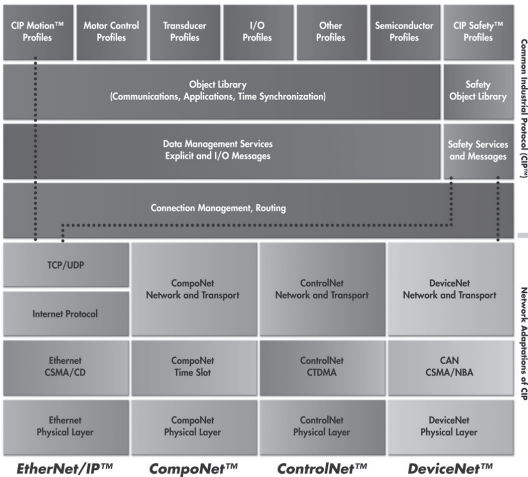 CIP Motion™
Profiles
Motor Control
Profiles
Transducer
Profiles
I/O
Profiles
Other
Profiles
Semiconductor
Profiles
CIP Safety™
Profiles
Object Library
(Communications, Applications, Time Synchronization)
Safety
Object Library
Data Management Services
Explicit and I/O Messages
Safety Services
and Messages
Connection Management, Routing
Common Industrial Protocol (CIP™)
TCP/UDP
Internet Protocol
CompoNet
Network and Transport
ControlNet
Network and Transport
DeviceNet
Network and Transport
Ethernet
CSMA/CD
CompoNet
Time Slot
ControlNet
CTDMA
CAN
CSMA/NBA
Ethernet
Physical Layer
CompoNet
Physical Layer
ControlNet
Physical Layer
DeviceNet
Physical Layer
Network Adaptations of CIP
EtherNet/IP™
CompoNet™
ControlNet™
DeviceNet™